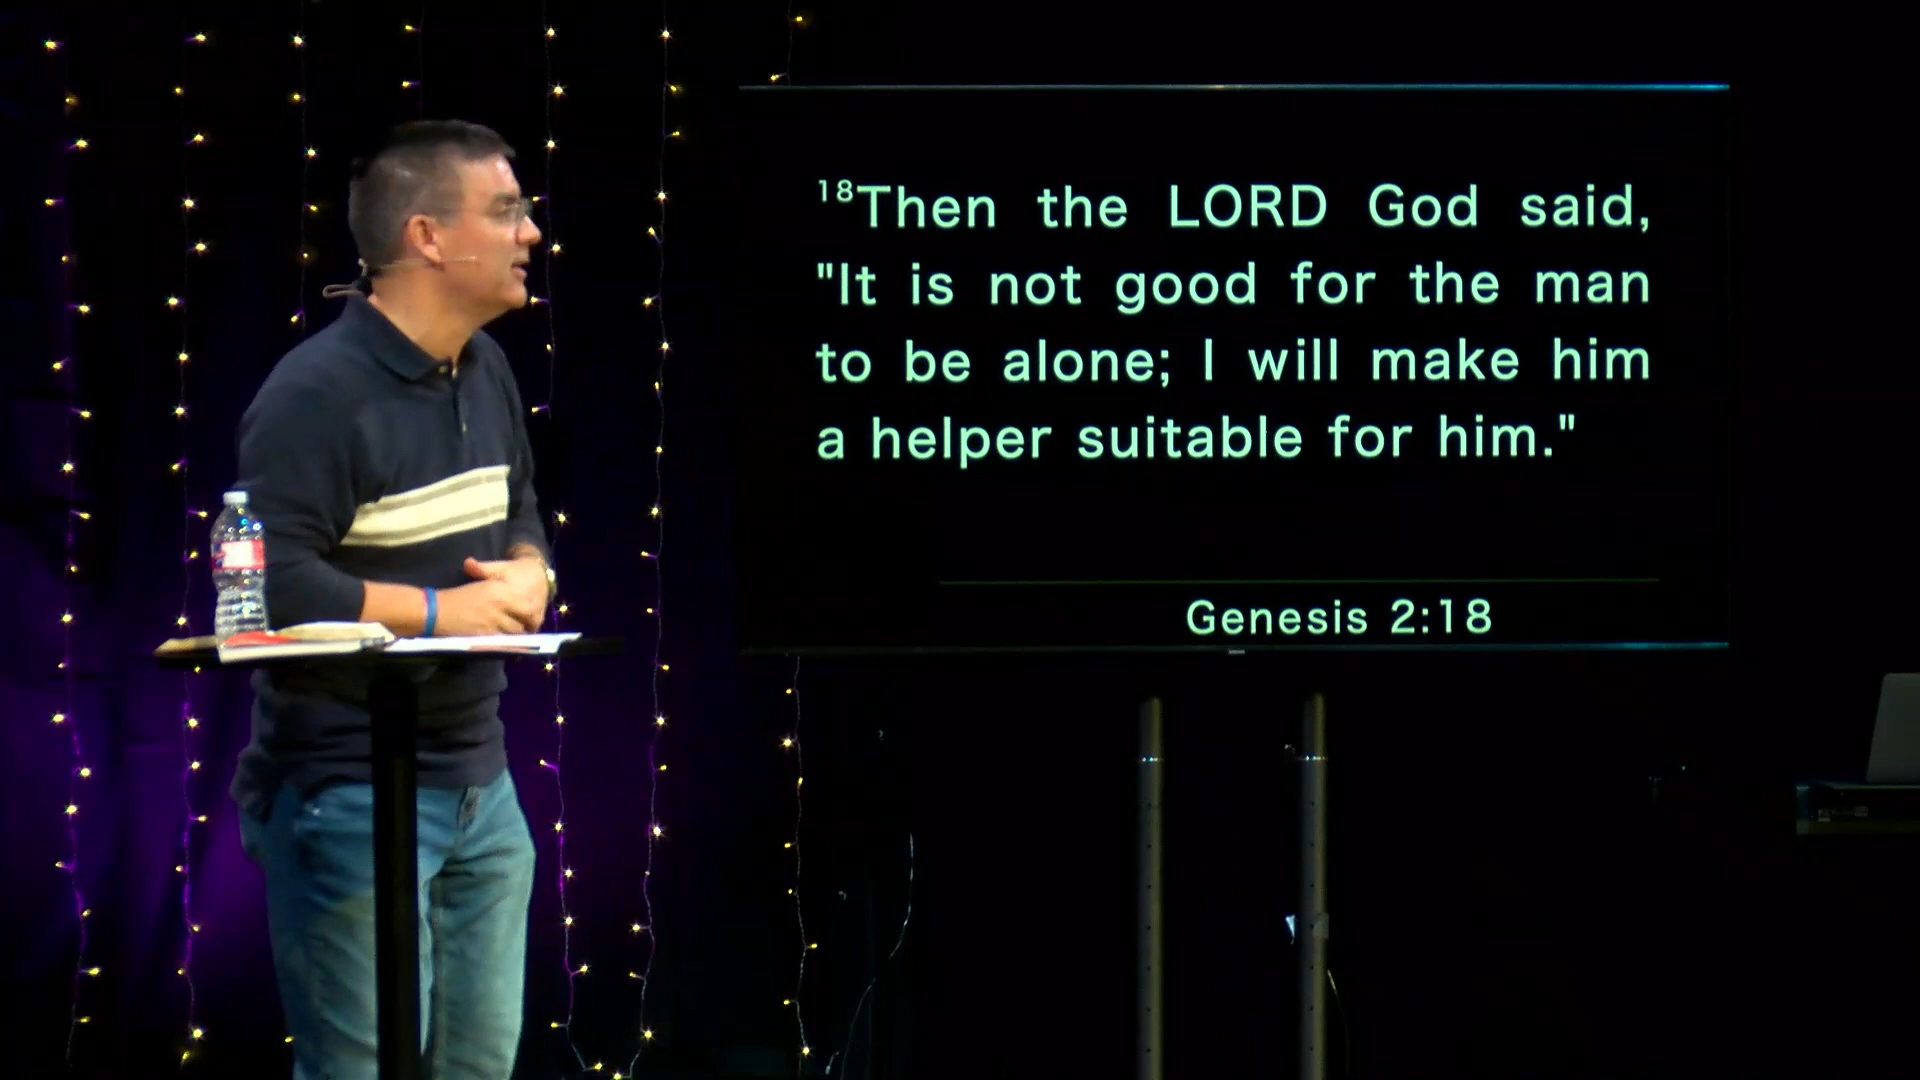 18Then the LORD God said,
"It is not good for the man
to be alone; I will make him
a helper suitable for him."
Genesis 2:18